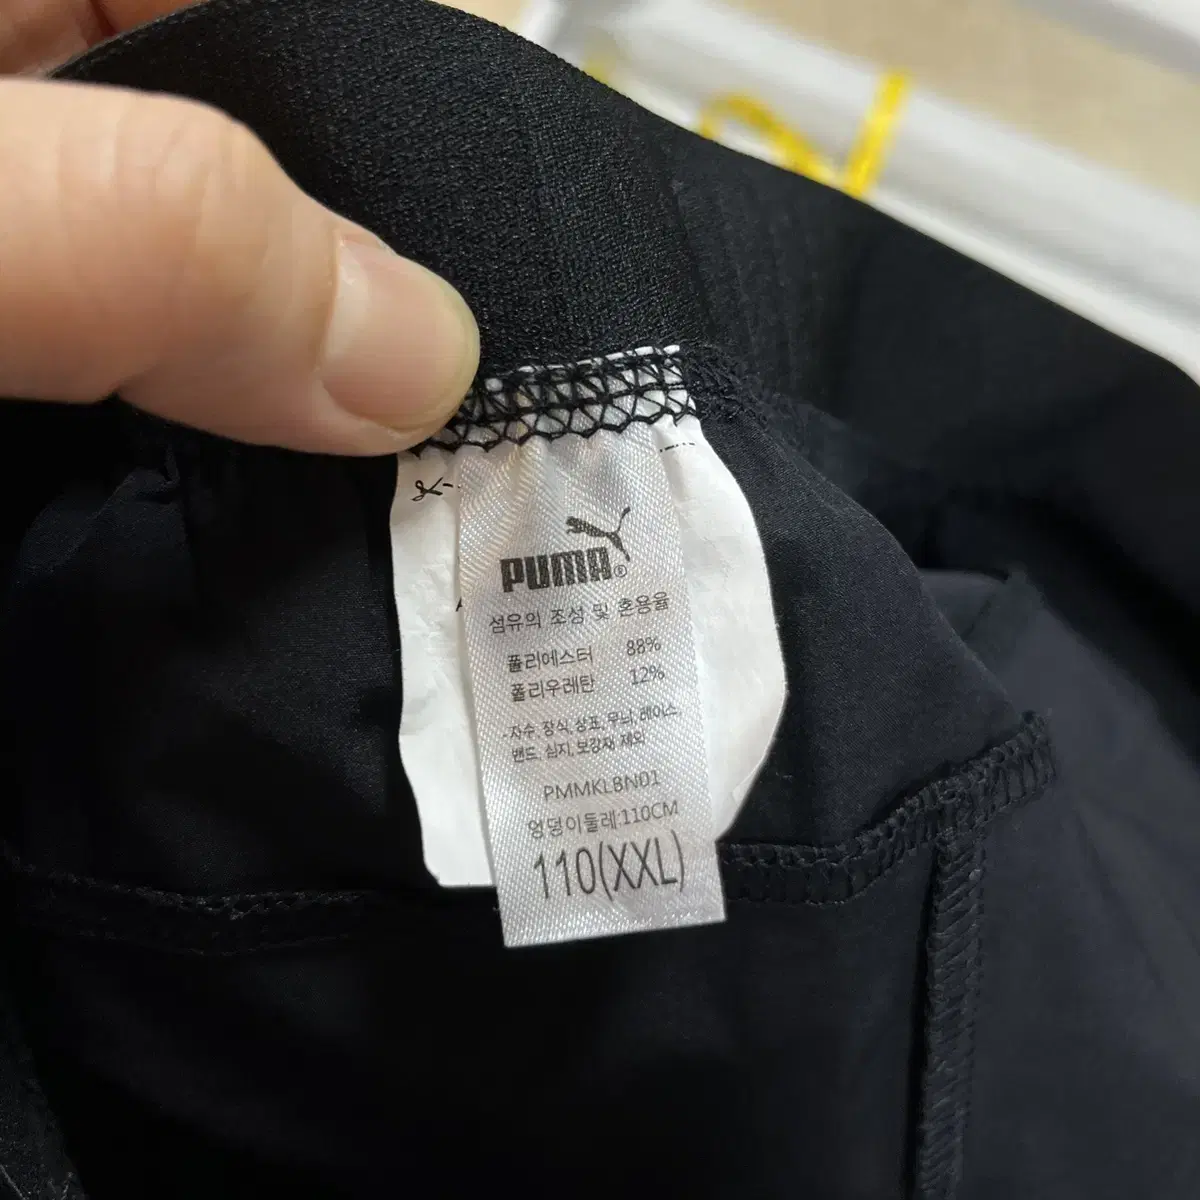 PUMA®
섬유의 조성 및 혼용율
폴리에스터 88%
폴리우레탄 12%
자수, 장식, 상표, 무늬, 레이스,
밴드, 심지, 보강재 제외
PMMKLBN01
엉덩이둘레:110CM
110(XXL)